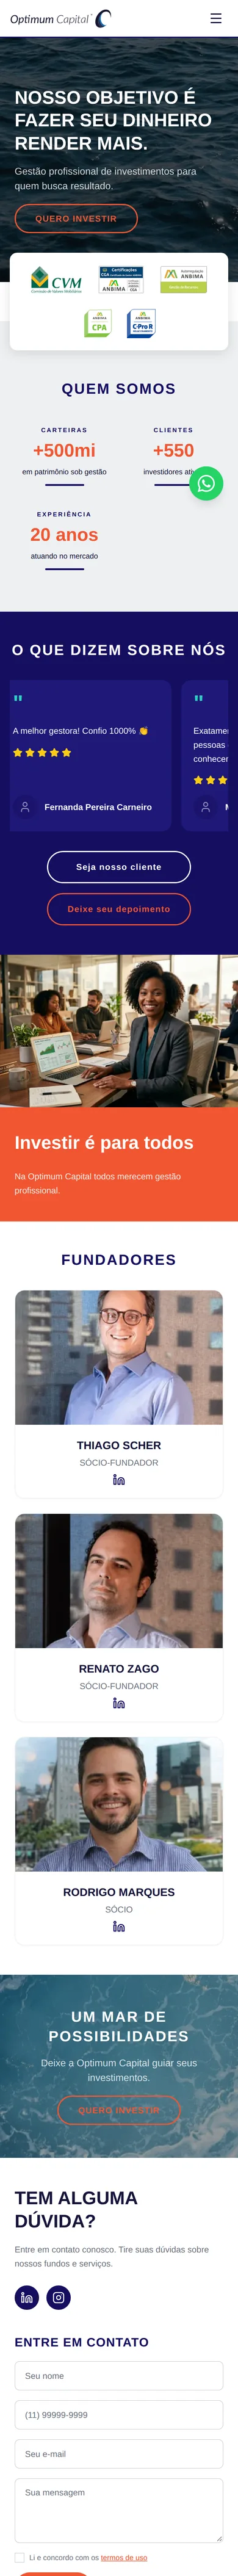 Optimum Capital
NOSSO OBJETIVO É
FAZER SEU DINHEIRO
RENDER MAIS.
Gestão profissional de investimentos para
quem busca resultado.
QUERO INVESTIR
CVM
Comissão de Valores Mobiliários
Certificações
ANBIMA
CGA
Autorregulação
ANBIMA
Gestão de Recursos
ANBIMA
CPA
ANBIMA
C-Pro R
QUEM SOMOS
CARTEIRAS
+500mi
em patrimônio sob gestão
CLIENTES
+550
investidores
EXPERIÊNCIA
20 anos
atuando no mercado
O QUE DIZEM SOBRE NÓS
"
A melhor gestora! Confio 1000% 👏
Fernanda Pereira Carneiro
"
pessoas
Seja nosso cliente
Deixe seu depoimento
Investir é para todos
Na Optimum Capital todos merecem gestão
profissional.
FUNDADORES
THIAGO SCHER
SÓCIO-FUNDADOR
RENATO ZAGO
SÓCIO-FUNDADOR
RODRIGO MARQUES
SÓCIO
UM MAR DE
POSSIBILIDADES
Deixe a Optimum Capital guiar seus
investimentos.
QUERO INVESTIR
TEM ALGUMA
DÚVIDA?
Entre em contato conosco. Tire suas dúvidas sobre
nossos fundos e serviços.
ENTRE EM CONTATO
Seu nome
(11) 99999-9999
Seu e-mail
Sua mensagem
Li e concordo com os termos de uso